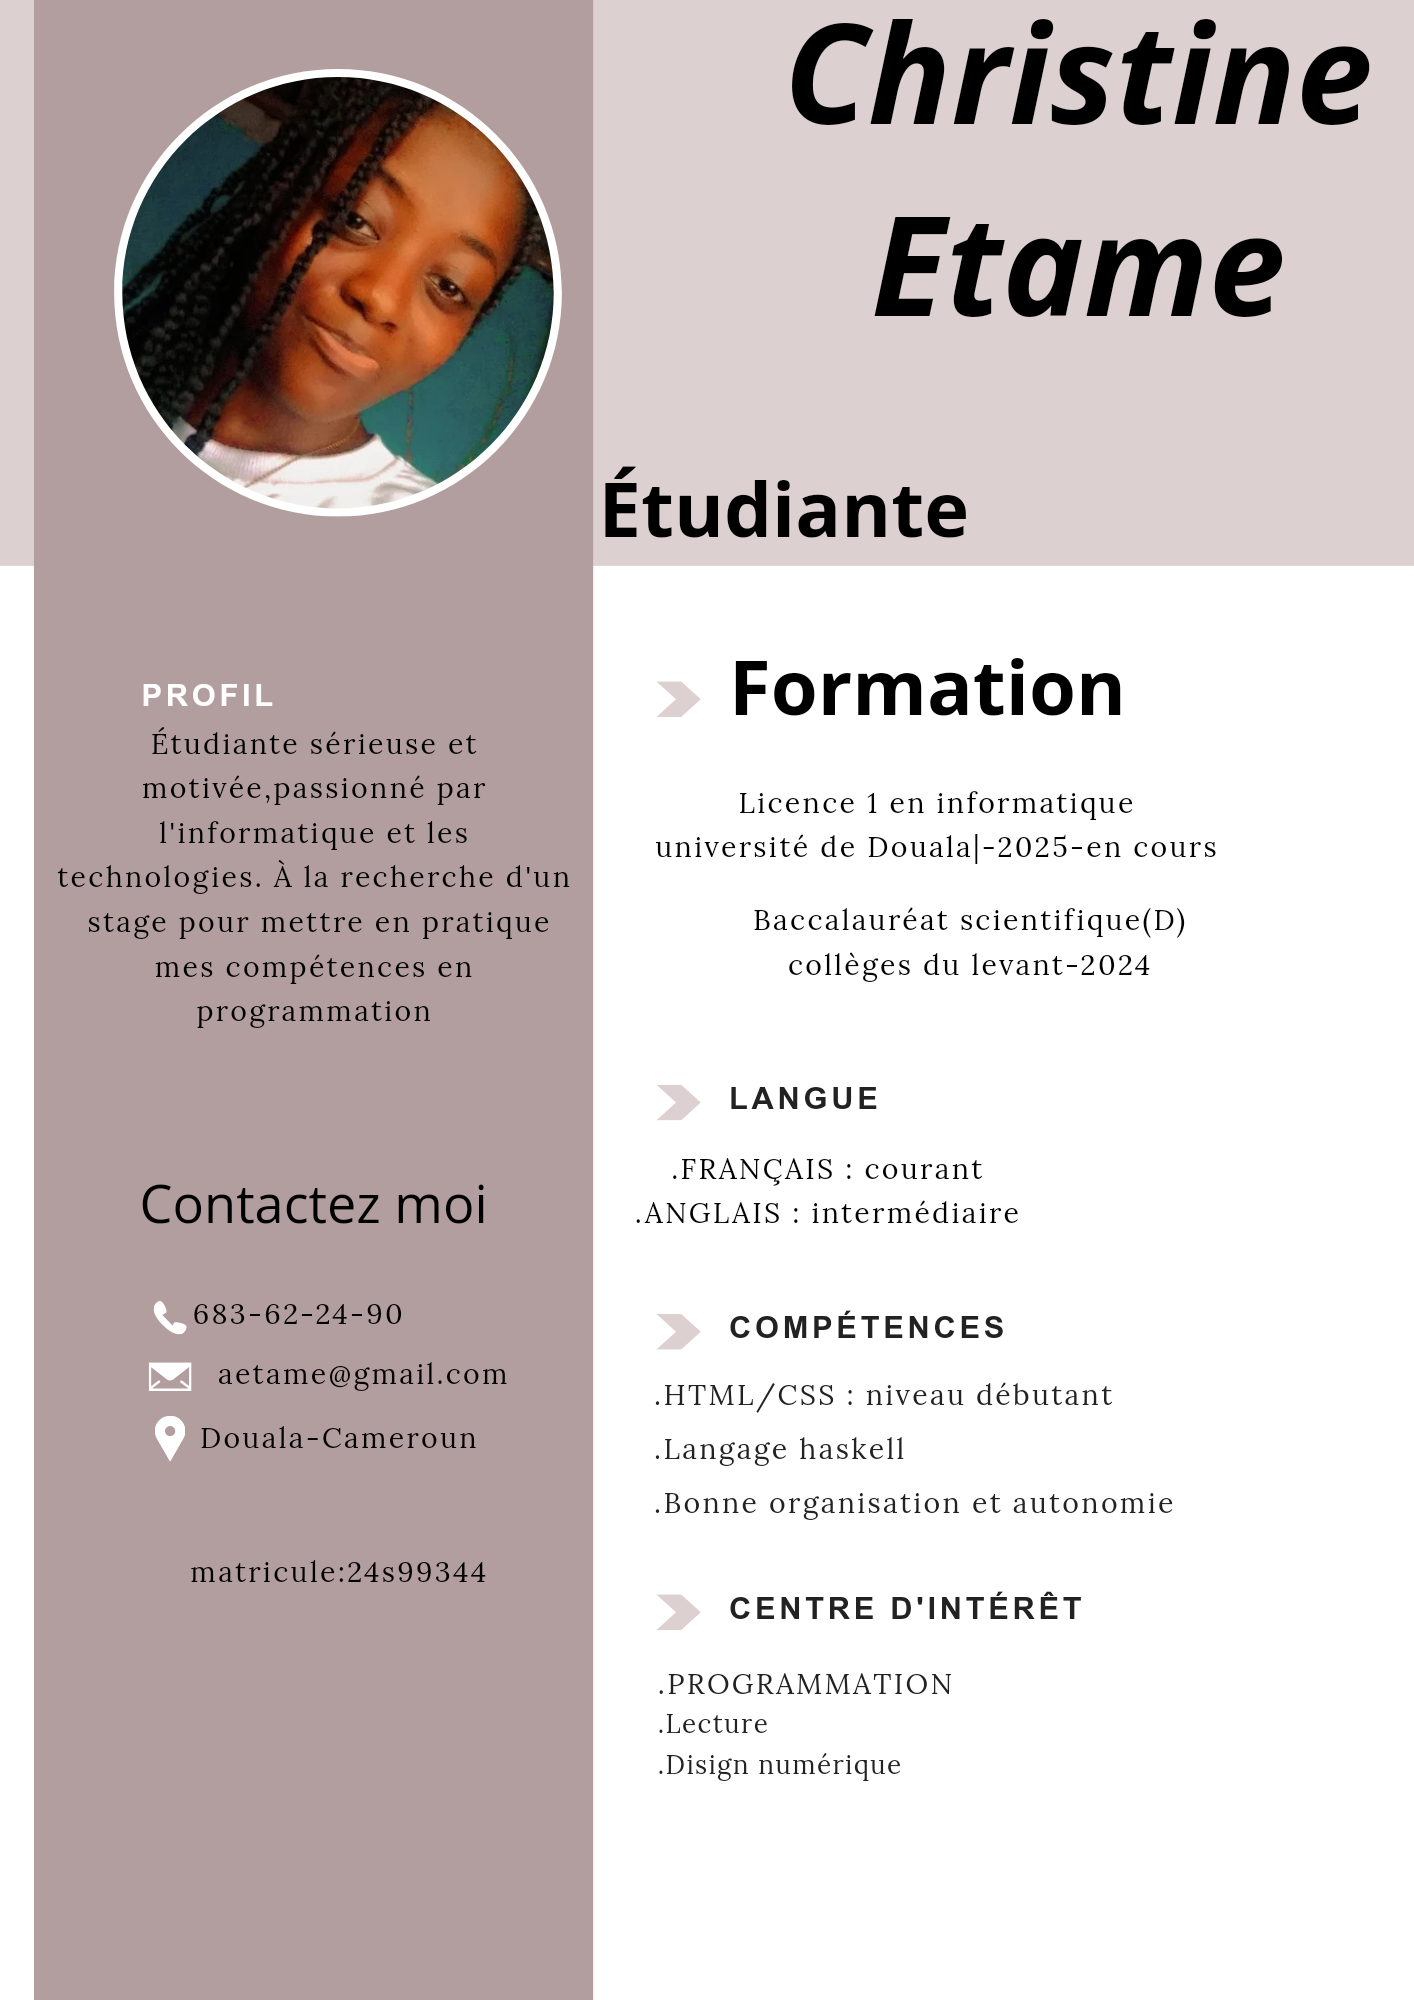 Christine
Etame
Étudiante
PROFIL
Étudiante sérieuse et
motivée,passionné par
l'informatique et les
technologies. À la recherche d'un
stage pour mettre en pratique
mes compétences en
programmation
Contactez moi
683-62-24-90
aetame@gmail.com
Douala-Cameroun
matricule:24s99344
Formation
Licence 1 en informatique
université de Douala|-2025-en cours
Baccalauréat scientifique(D)
collèges du levant-2024
LANGUE
.FRANÇAIS : courant
.ANGLAIS : intermédiaire
COMPÉTENCES
.HTML/CSS : niveau débutant
.Langage haskell
.Bonne organisation et autonomie
CENTRE D'INTÉRÊT
.PROGRAMMATION
.Lecture
.Disign numérique